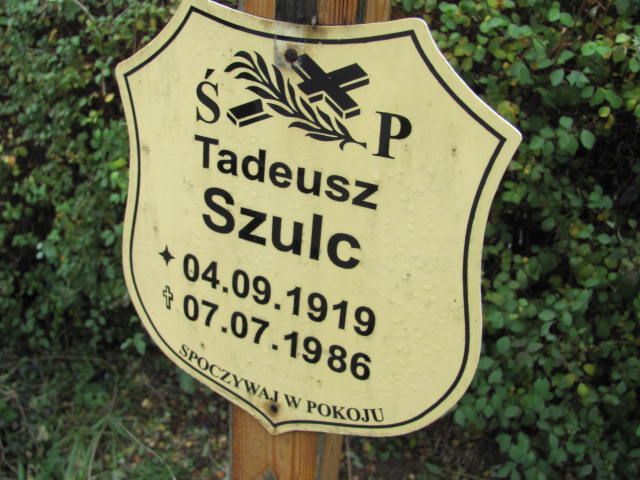 Ś P
Tadeusz
Szulc
04.09.1919
07.07.1986
SPOCZYWAJ W POKOJU